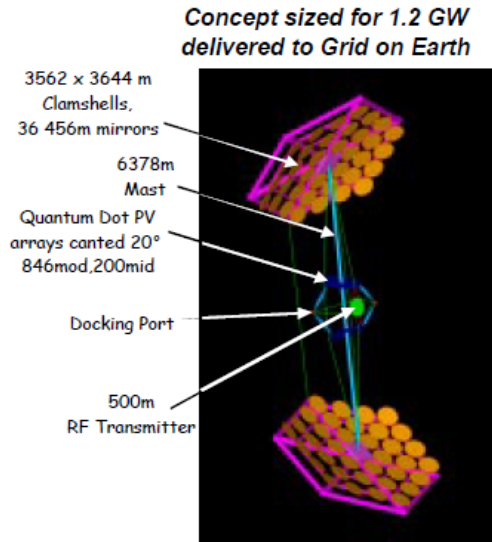 Concept sized for 1.2 GW
delivered to Grid on Earth
3562 x 3644 m
Clamshells,
36 456m mirrors
6378m
Mast
Quantum Dot PV
arrays canted 20°
846mod,200mid
Docking Port
500m
RF Transmitter